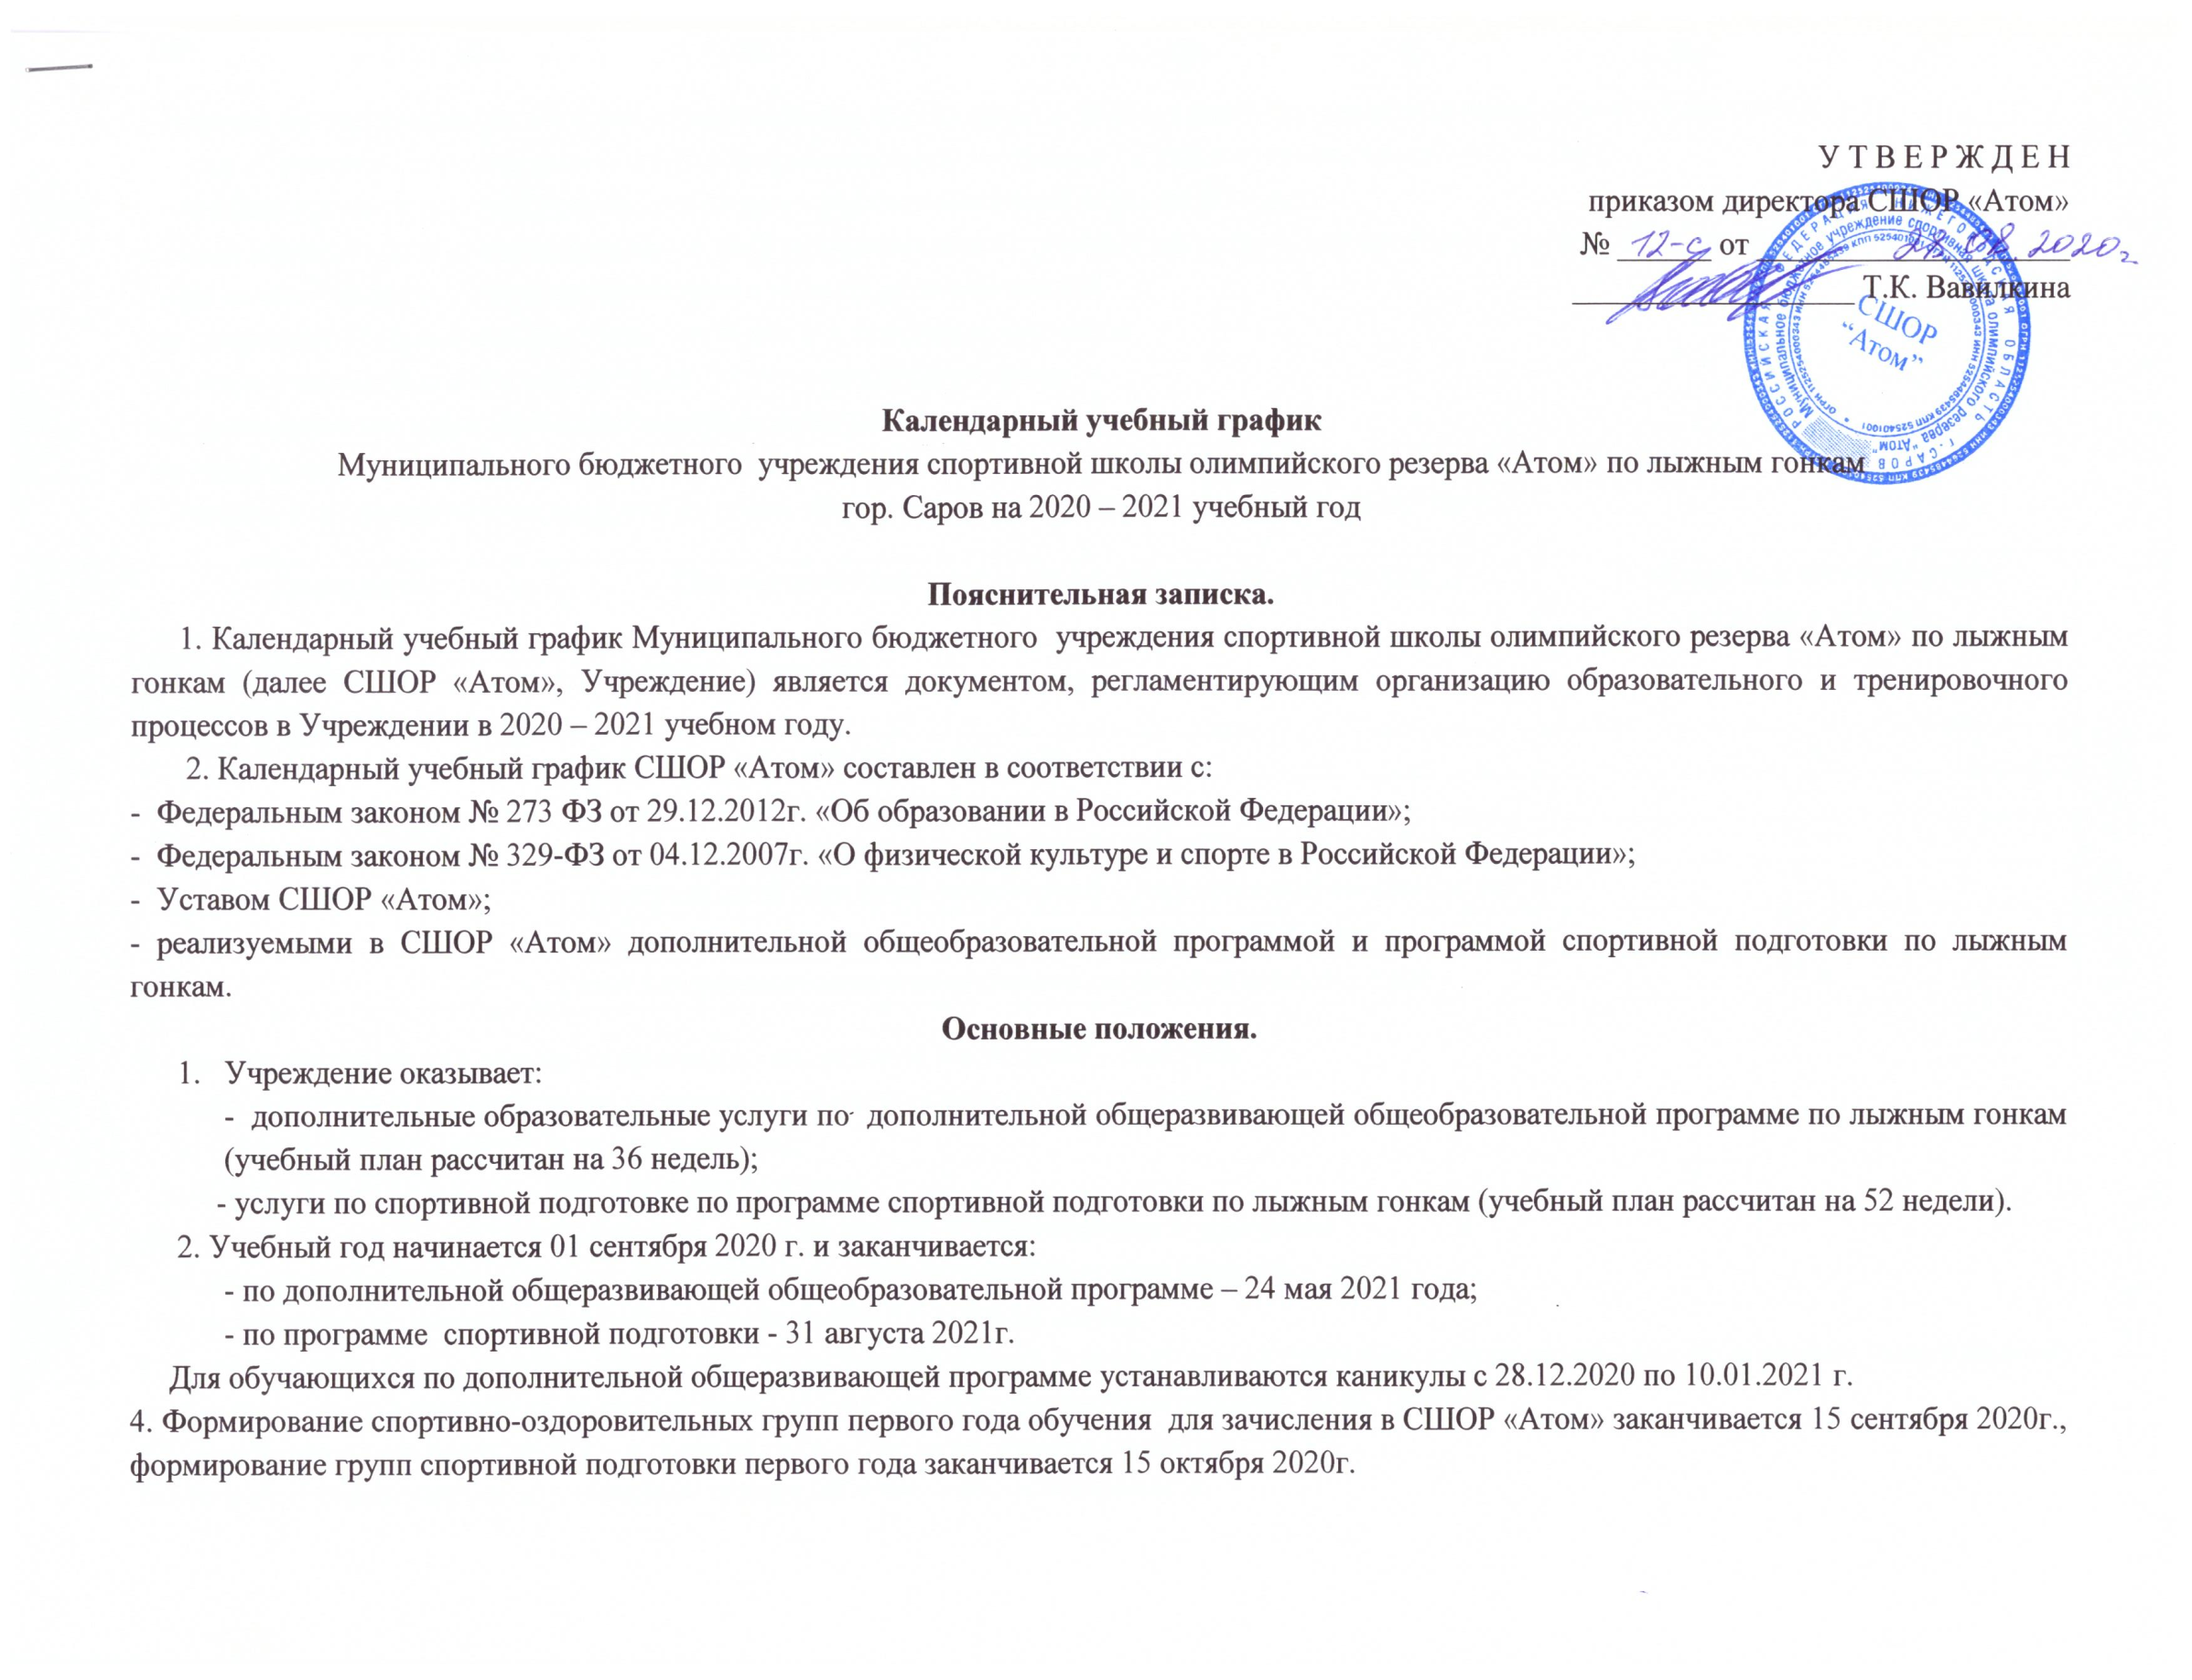 У Т В Е Р Ж Д Е Н
приказом директора СШОР «Атом»
№ 12-с от 2020г
Т.К. Вавилкина
СШОР
“Атом”
Календарный учебный график
Муниципального бюджетного учреждения спортивной школы олимпийского резерва «Атом» по лыжным гонкам
гор. Саров на 2020 – 2021 учебный год
Пояснительная записка.
1. Календарный учебный график Муниципального бюджетного учреждения спортивной школы олимпийского резерва «Атом» по лыжным
гонкам (далее СШОР «Атом», Учреждение) является документом, регламентирующим организацию образовательного и тренировочного
процессов в Учреждении в 2020 – 2021 учебном году.
2. Календарный учебный график СШОР «Атом» составлен в соответствии с:
- Федеральным законом № 273 ФЗ от 29.12.2012г. «Об образовании в Российской Федерации»;
- Федеральным законом № 329-ФЗ от 04.12.2007г. «О физической культуре и спорте в Российской Федерации»;
- Уставом СШОР «Атом»;
- реализуемыми в СШОР «Атом» дополнительной общеобразовательной программой и программой спортивной подготовки по лыжным
гонкам.
Основные положения.
1. Учреждение оказывает:
- дополнительные образовательные услуги по дополнительной общеразвивающей общеобразовательной программе по лыжным гонкам
(учебный план рассчитан на 36 недель);
- услуги по спортивной подготовке по программе спортивной подготовки по лыжным гонкам (учебный план рассчитан на 52 недели).
2. Учебный год начинается 01 сентября 2020 г. и заканчивается:
- по дополнительной общеразвивающей общеобразовательной программе – 24 мая 2021 года;
- по программе спортивной подготовки - 31 августа 2021г.
Для обучающихся по дополнительной общеразвивающей программе устанавливаются каникулы с 28.12.2020 по 10.01.2021 г.
4. Формирование спортивно-оздоровительных групп первого года обучения для зачисления в СШОР «Атом» заканчивается 15 сентября 2020г.,
формирование групп спортивной подготовки первого года заканчивается 15 октября 2020г.